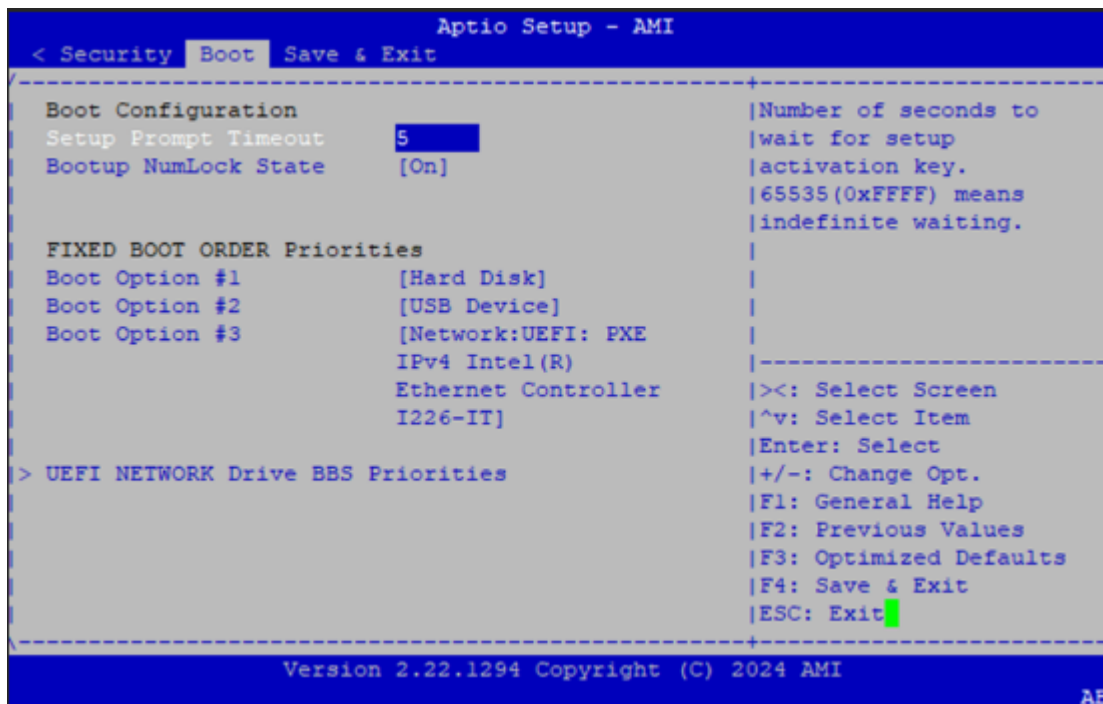 Aptio Setup - AMI
< Security Boot Save & Exit
Boot Configuration
Setup Prompt Timeout 5
Bootup NumLock State [On]
FIXED BOOT ORDER Priorities
Boot Option #1 [Hard Disk]
Boot Option #2 [USB Device]
Boot Option #3 [Network:UEFI: PXE
IPv4 Intel(R)
Ethernet Controller
I226-IT]
> UEFI NETWORK Drive BBS Priorities
Number of seconds to
wait for setup
activation key.
65535(0xFFFF) means
indefinite waiting.
><: Select Screen
^v: Select Item
Enter: Select
+/-: Change Opt.
F1: General Help
F2: Previous Values
F3: Optimized Defaults
F4: Save & Exit
ESC: Exit
Version 2.22.1294 Copyright (C) 2024 AMI